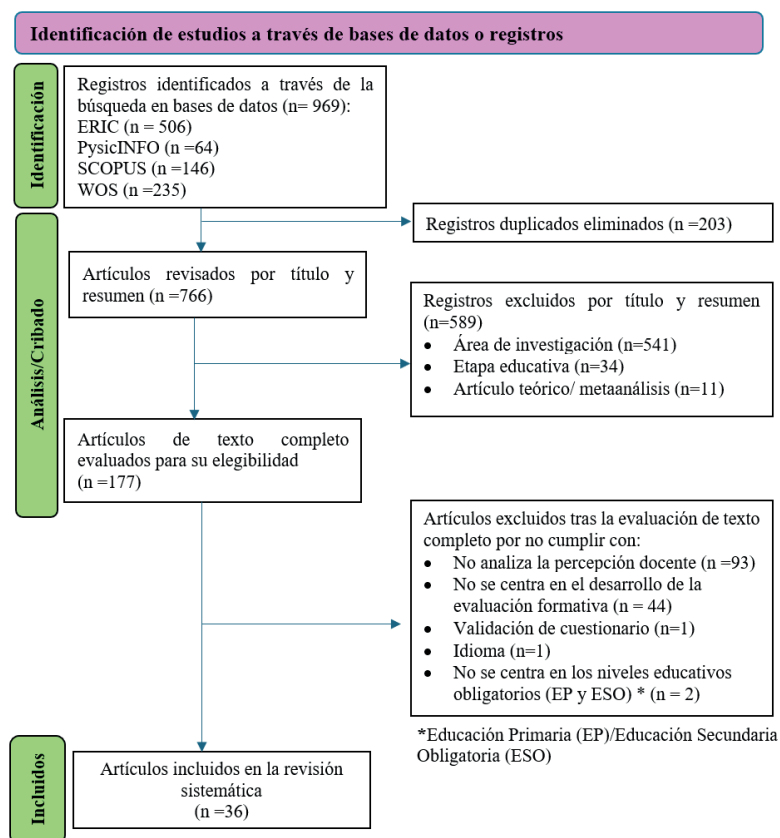 Identificación de estudios a través de bases de datos o registros
Identificación
Registros identificados a través de la
búsqueda en bases de datos (n= 969):
ERIC (n = 506)
PysicINFO (n =64)
SCOPUS (n =146)
WOS (n =235)
Registros duplicados eliminados (n =203)
Análisis/Cribado
Artículos revisados por título y
resumen (n =766)
Registros excluidos por título y resumen
(n=589)
• Área de investigación (n=541)
• Etapa educativa (n=34)
• Artículo teórico/ metaanálisis (n=11)
Artículos de texto completo
evaluados para su elegibilidad
(n =177)
Artículos excluidos tras la evaluación de texto
completo por no cumplir con:
• No analiza la percepción docente (n =93)
• No se centra en el desarrollo de la
evaluación formativa (n = 44)
• Validación de cuestionario (n=1)
• Idioma (n=1)
• No se centra en los niveles educativos
obligatorios (EP y ESO) * (n = 2)
*Educación Primaria (EP)/Educación Secundaria
Obligatoria (ESO)
Incluidos
Artículos incluidos en la revisión
sistemática
(n =36)